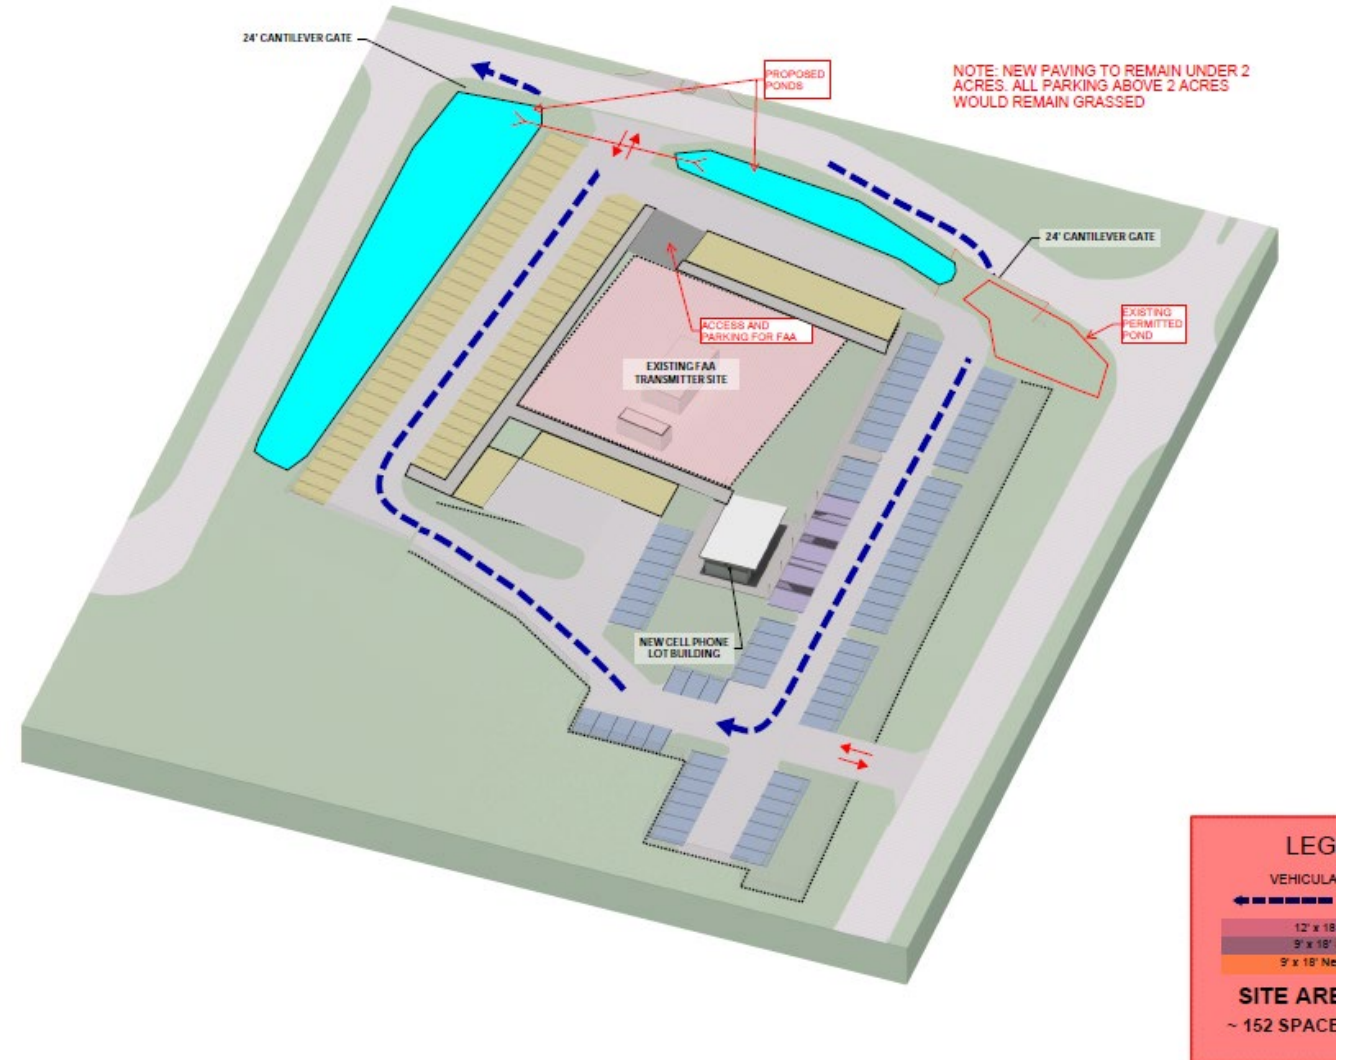 24' CANTILEVER GATE
PROPOSED
PONDS
NOTE: NEW PAVING TO REMAIN UNDER 2
ACRES. ALL PARKING ABOVE 2 ACRES
WOULD REMAIN GRASSED
24' CANTILEVER GATE
EXISTING
PERMITTED
POND
ACCESS AND
PARKING FOR FAA
EXISTING FAA
TRANSMITTER SITE
NEW CELL PHONE
LOT BUILDING
LEG
VEHICULA
12' x 18
9' x 18'
9' x 18' Ne
SITE ARE
~ 152 SPACE